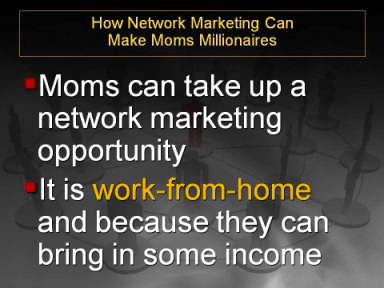 How Network Marketing Can
Make Moms Millionaires
Moms can take up a
network marketing
opportunity
It is work-from-home
and because they can
bring in some income